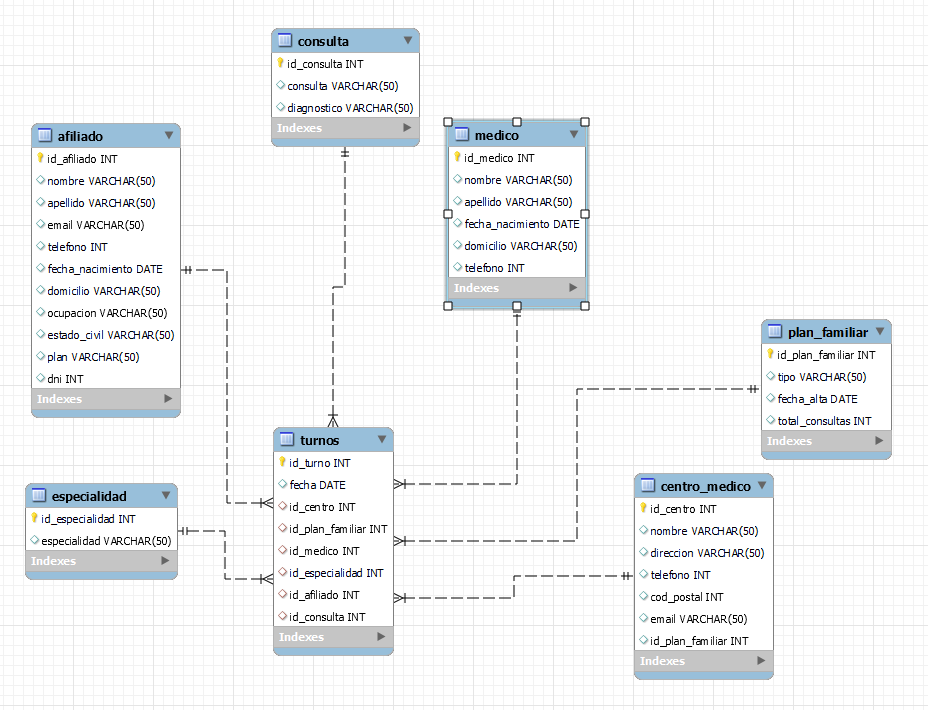 consulta
id_consulta INT
consulta VARCHAR(50)
diagnostico VARCHAR(50)
Indexes
afiliado
id_afiliado INT
nombre VARCHAR(50)
apellido VARCHAR(50)
email VARCHAR(50)
telefono INT
fecha_nacimiento DATE
domicilio VARCHAR(50)
ocupacion VARCHAR(50)
estado_civil VARCHAR(50)
plan VARCHAR(50)
dni INT
Indexes
medico
id_medico INT
nombre VARCHAR(50)
apellido VARCHAR(50)
fecha_nacimiento DATE
domicilio VARCHAR(50)
telefono INT
Indexes
plan_familiar
id_plan_familiar INT
tipo VARCHAR(50)
fecha_alta DATE
total_consultas INT
Indexes
turnos
id_turno INT
fecha DATE
id_centro INT
id_plan_familiar INT
id_medico INT
id_especialidad INT
id_afiliado INT
id_consulta INT
Indexes
especialidad
id_especialidad INT
especialidad VARCHAR(50)
Indexes
centro_medico
id_centro INT
nombre VARCHAR(50)
direccion VARCHAR(50)
telefono INT
cod_postal INT
email VARCHAR(50)
id_plan_familiar INT
Indexes